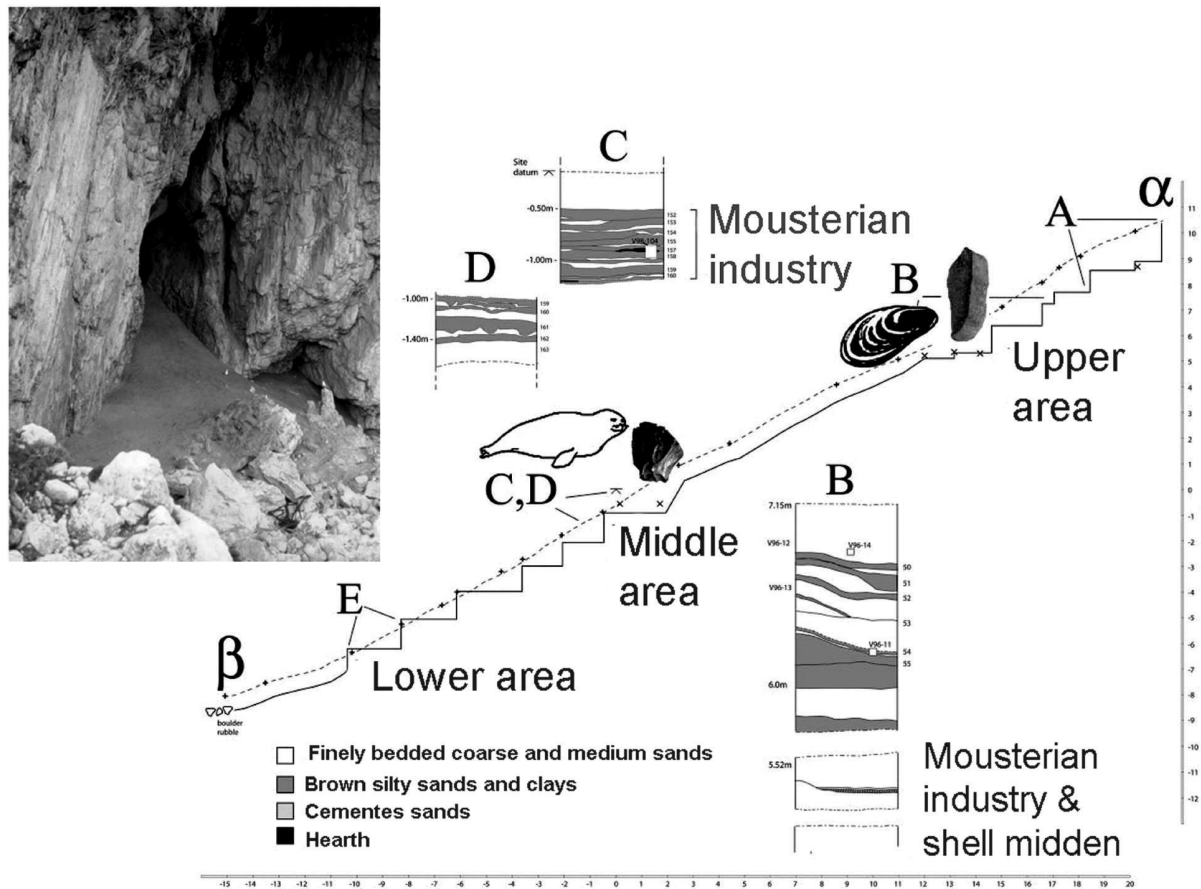 C
Site
datum
-0.50m
-1.00m
152
153
154
155
157
158
159
160
V96-104
Mousterian
industry
D
-1.00m
-1.40m
159
160
161
162
163
α
A
B
Upper
area
C,D
Middle
area
E
β
Lower area
boulder
rubble
B
7.15m
V96-12
V96-14
V96-13
50
51
52
53
V96-11
54
55
6.0m
5.52m
Mousterian
industry &
shell midden
Finely bedded coarse and medium sands
Brown silty sands and clays
Cementes sands
Hearth
11
10
9
8
7
6
5
4
3
2
1
0
-1
-2
-3
-4
-5
-6
-7
-8
-9
-10
-11
-12
-15 -14 -13 -12 -11 -10 -9 -8 -7 -6 -5 -4 -3 -2 -1 0 1 2 3 4 5 6 7 8 9 10 11 12 13 14 15 16 17 18 19 20